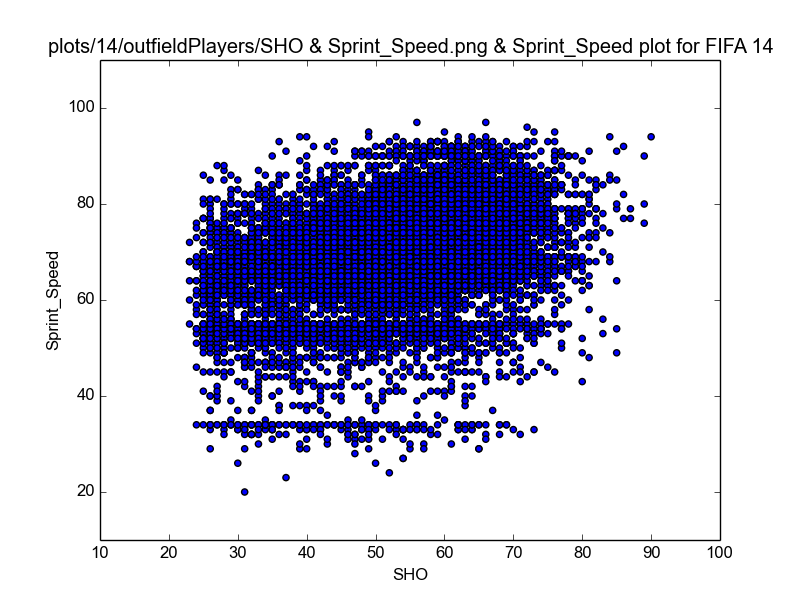 plots/14/outfieldPlayers/SHO & Sprint_Speed.png & Sprint_Speed plot for FIFA 14
100
80
60
40
20
Sprint_Speed
10 20 30 40 50 60 70 80 90 100
SHO